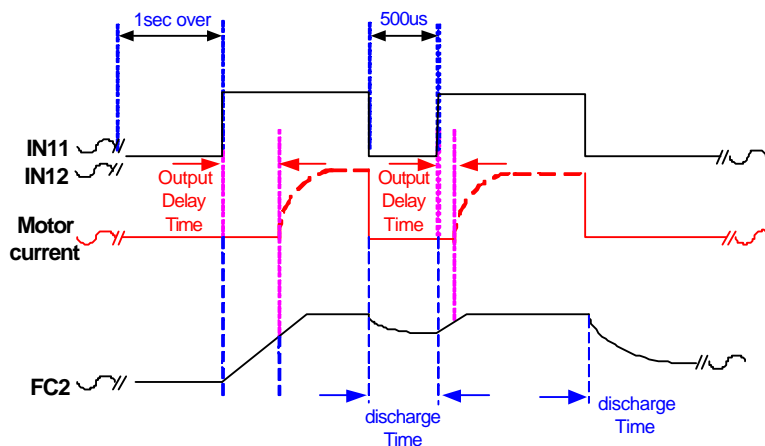 1sec over
500us
IN11
IN12
Output
Delay
Time
Output
Delay
Time
Motor
current
FC2
discharge
Time
discharge
Time